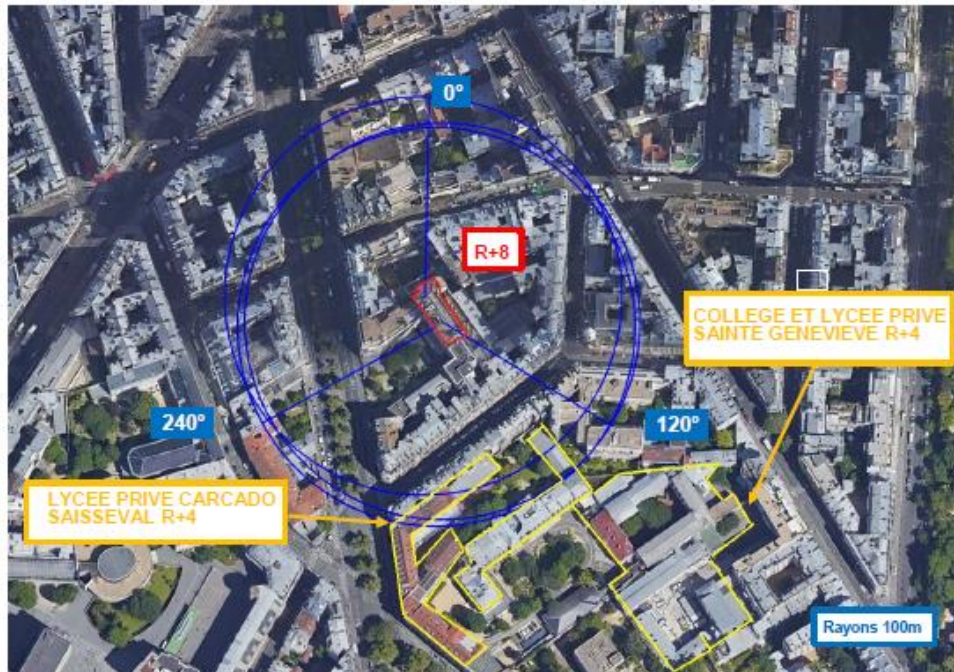 0°
R+8
COLLEGE ET LYCEE PRIVE
SAINTE GENEVIEVE R+4
240°
120°
LYCEE PRIVE CARCADO
SAISSEVAL R+4
Rayons 100m